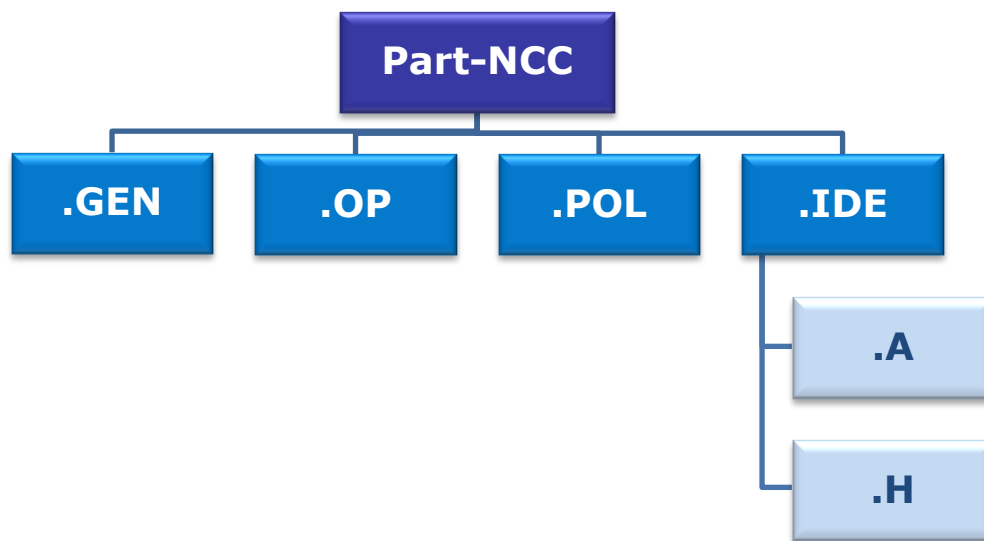 Part-NCC
.GEN
.OP
.POL
.IDE
.A
.H